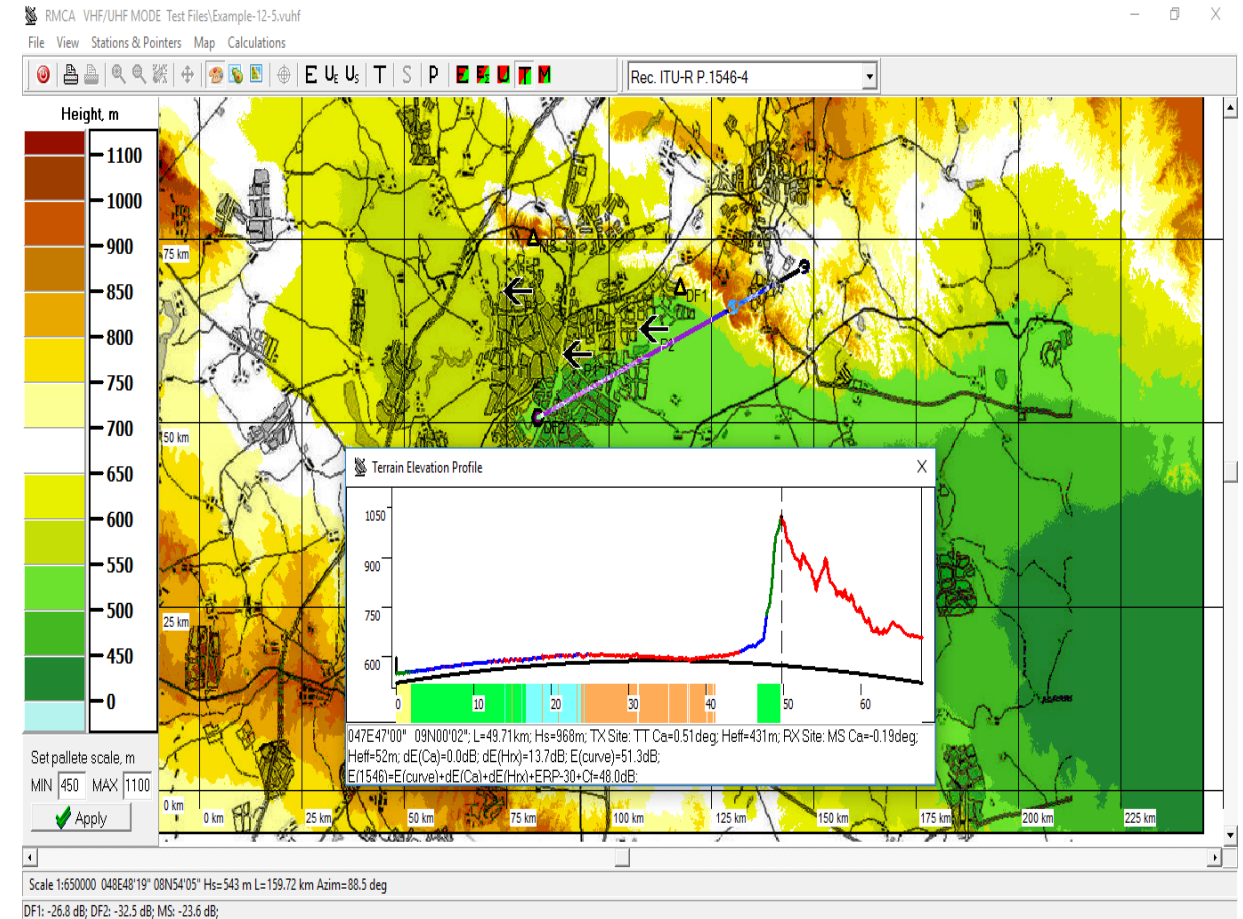 RMCA VHF/UHF MODE Test Files\Example-12-5.vuhf
File View Stations & Pointers Map Calculations
E UE US T S P E U T M
Rec. ITU-R P.1546-4
Height, m
1100
1000
900
850
800
750
700
650
600
550
500
450
0
Set pallete scale, m
MIN 450 MAX 1100
Apply
75 km
50 km
25 km
0 km
0 km 25 km 50 km 75 km 100 km 125 km 150 km 175 km 200 km 225 km
DF1
P2
DF2
Terrain Elevation Profile
1050
900
750
600
0 10 20 30 40 50 60
047E47'00" 09N00'02"; L=49.71km; Hs=968m; TX Site: TT Ca=0.51deg; Heff=431m; RX Site: MS Ca=-0.19deg;
Heff=52m; dE(Ca)=0.0dB; dE(Hrx)=13.7dB; E(curve)=51.3dB;
E(1546)=E(curve)+dE(Ca)+dE(Hrx)+ERP-30+Cf=48.0dB;
Scale 1:650000 048E48'19" 08N54'05" Hs=543 m L=159.72 km Azim=88.5 deg
DF1: -26.8 dB; DF2: -32.5 dB; MS: -23.6 dB;